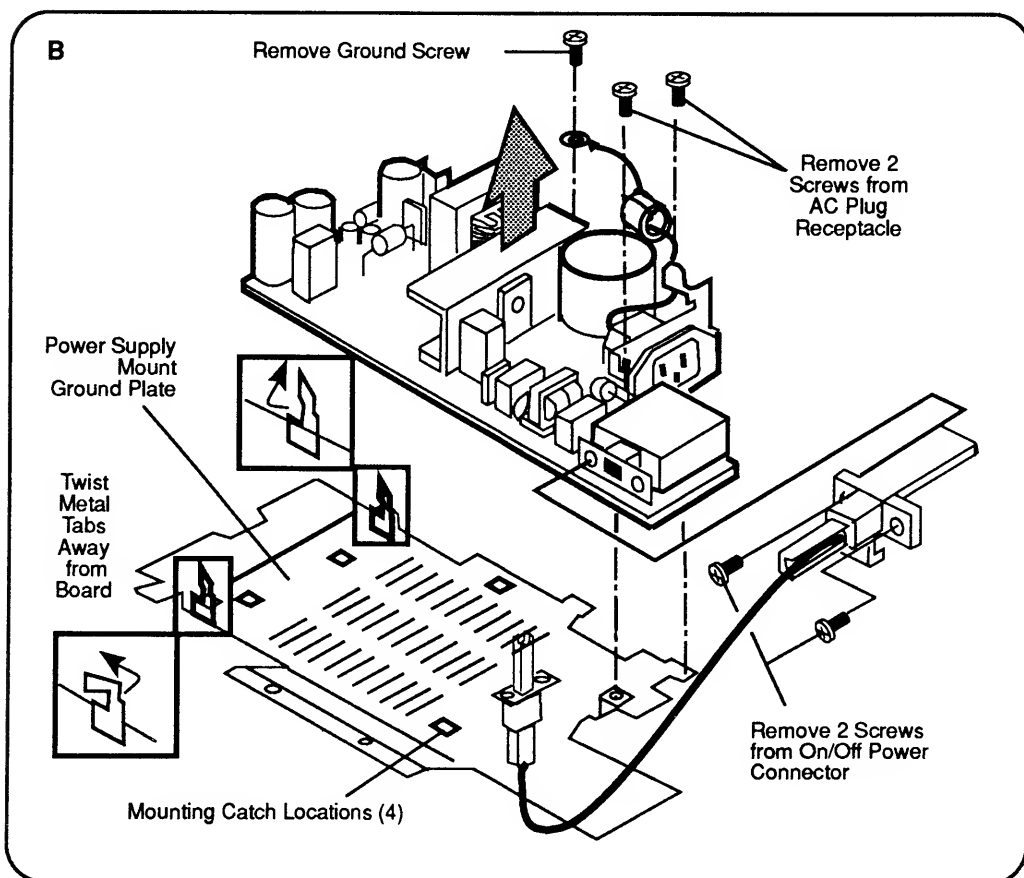 B
Remove Ground Screw
Remove 2
Screws from
AC Plug
Receptacle
Power Supply
Mount
Ground Plate
Twist
Metal
Tabs
Away
from
Board
Remove 2 Screws
from On/Off Power
Connector
Mounting Catch Locations (4)